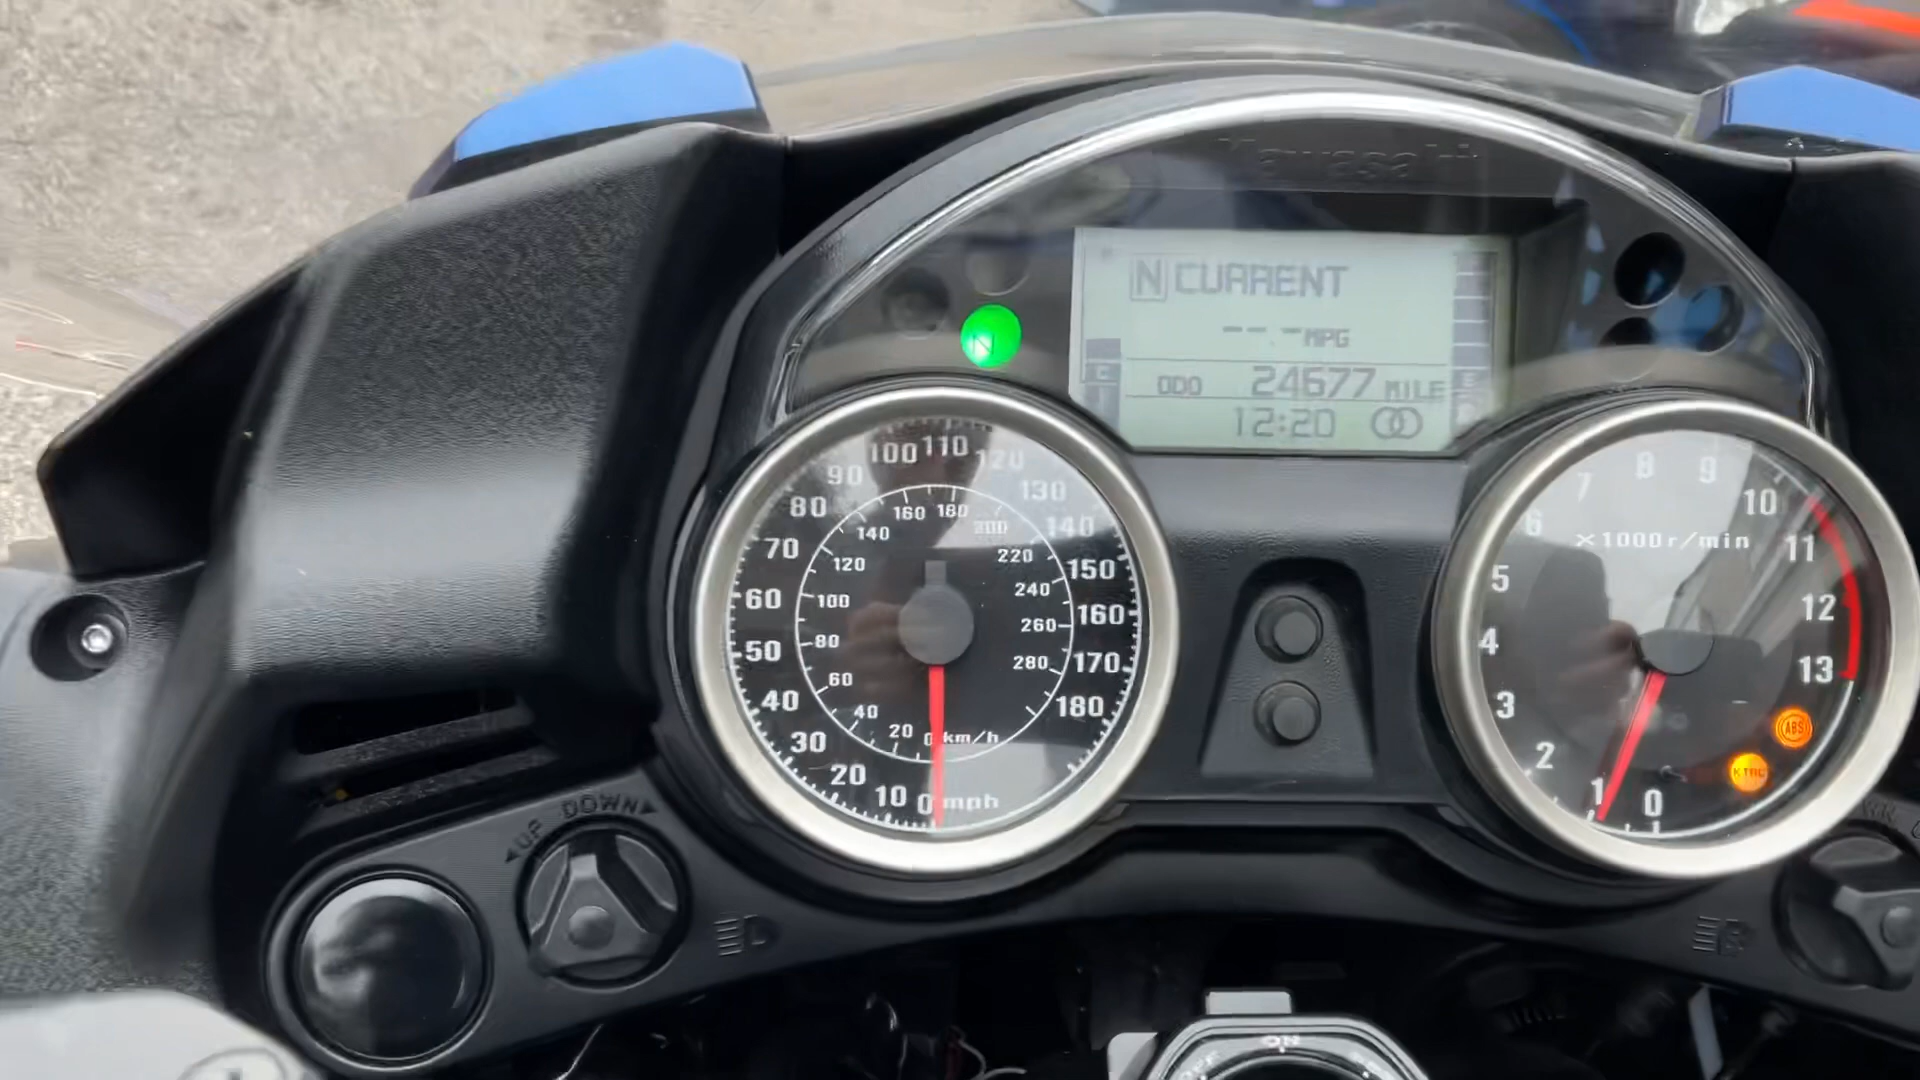 Kawasaki
N CURRENT
--.-MPG
C
E
ODO 24677 MILE
12:20
N
0 10 20 30 40 50 60 70 80 90 100 110 120 130 140 150 160 170 180
mph
0 20 40 60 80 100 120 140 160 180 200 220 240 260 280
km/h
0 1 2 3 4 5 6 7 8 9 10 11 12 13
×1000r/min
ABS
KTRC
UP DOWN
ON